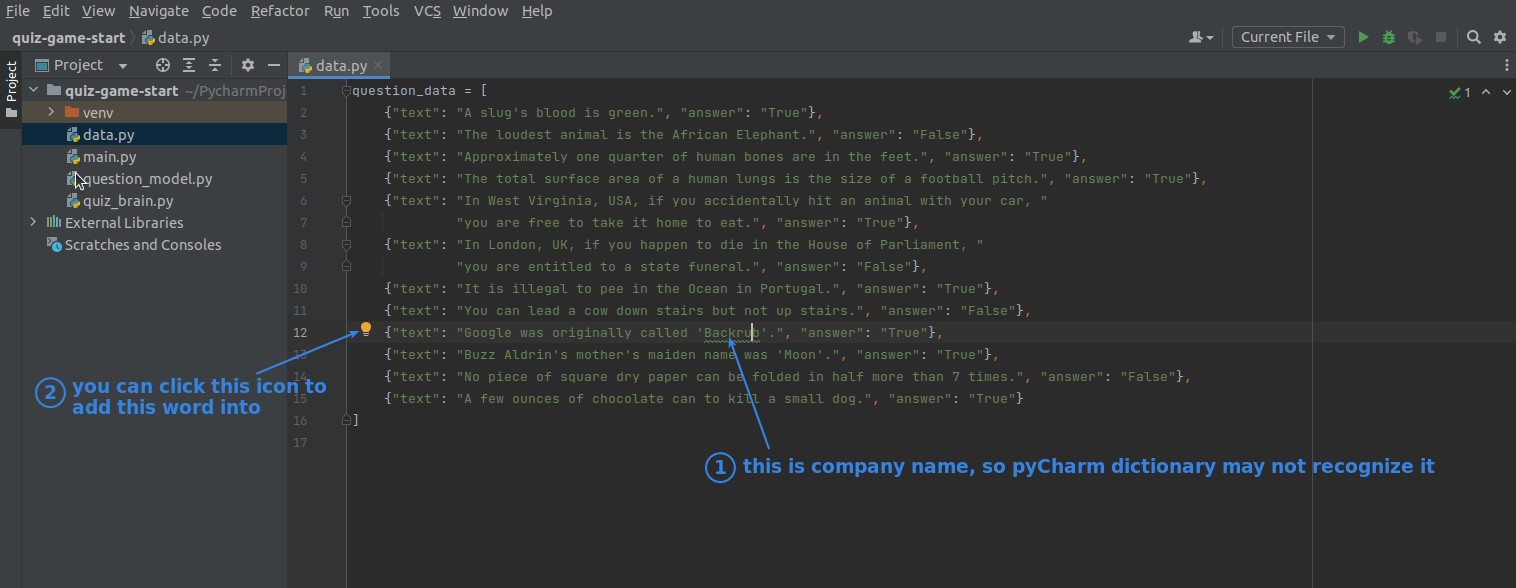 File Edit View Navigate Code Refactor Run Tools VCS Window Help
quiz-game-start data.py Current File
Project
Project data.py
quiz-game-start ~/PycharmProj
venv
data.py
main.py
question_model.py
quiz_brain.py
External Libraries
Scratches and Consoles
1 question_data = [ 1
2 {"text": "A slug's blood is green.", "answer": "True"},
3 {"text": "The loudest animal is the African Elephant.", "answer": "False"},
4 {"text": "Approximately one quarter of human bones are in the feet.", "answer": "True"},
5 {"text": "The total surface area of a human lungs is the size of a football pitch.", "answer": "True"},
6 {"text": "In West Virginia, USA, if you accidentally hit an animal with your car, "
7 "you are free to take it home to eat.", "answer": "True"},
8 {"text": "In London, UK, if you happen to die in the House of Parliament, "
9 "you are entitled to a state funeral.", "answer": "False"},
10 {"text": "It is illegal to pee in the Ocean in Portugal.", "answer": "True"},
11 {"text": "You can lead a cow down stairs but not up stairs.", "answer": "False"},
12 {"text": "Google was originally called 'Backrub'.", "answer": "True"},
13 {"text": "Buzz Aldrin's mother's maiden name was 'Moon'.", "answer": "True"},
14 {"text": "No piece of square dry paper can be folded in half more than 7 times.", "answer": "False"},
15 {"text": "A few ounces of chocolate can to kill a small dog.", "answer": "True"}
16 ]
17
2 you can click this icon to
add this word into
1 this is company name, so pyCharm dictionary may not recognize it